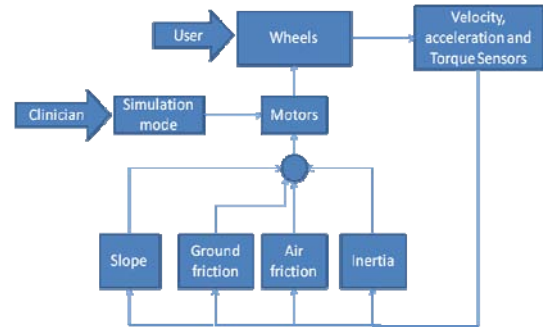 User
Wheels
Velocity,
acceleration and
Torque Sensors
Clinician
Simulation
mode
Motors
Slope
Ground
friction
Air
friction
Inertia